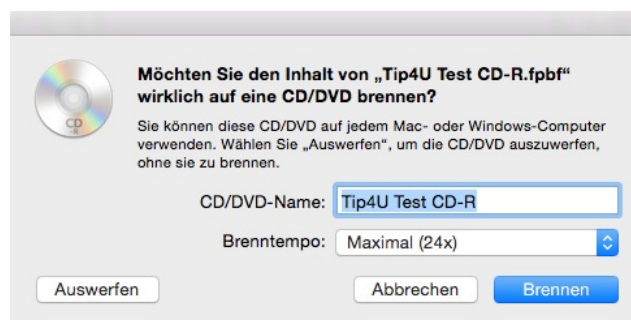 Möchten Sie den Inhalt von „Tip4U Test CD-R.fpbf“
wirklich auf eine CD/DVD brennen?
Sie können diese CD/DVD auf jedem Mac- oder Windows-Computer
verwenden. Wählen Sie „Auswerfen“, um die CD/DVD auszuwerfen,
ohne sie zu brennen.
CD
-R
CD/DVD-Name: Tip4U Test CD-R
Brenntempo: Maximal (24x)
Auswerfen Abbrechen Brennen